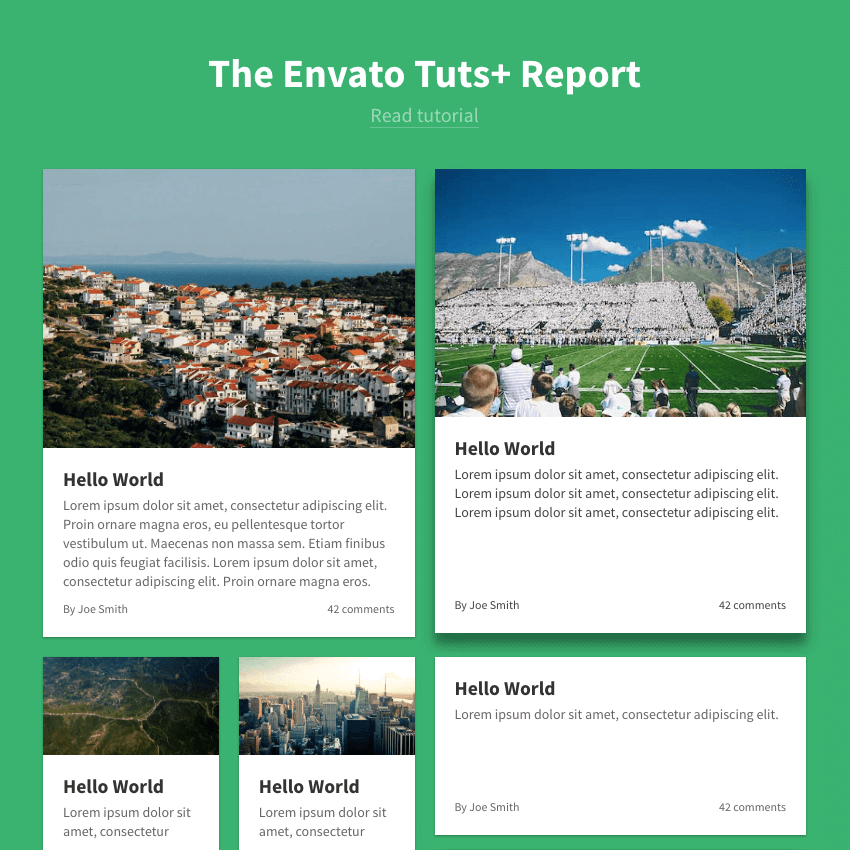 The Envato Tuts+ Report
Read tutorial
Hello World
Lorem ipsum dolor sit amet, consectetur adipiscing elit.
Proin ornare magna eros, eu pellentesque tortor
vestibulum ut. Maecenas non massa sem. Etiam finibus
odio quis feugiat facilisis. Lorem ipsum dolor sit amet,
consectetur adipiscing elit. Proin ornare magna eros.
By Joe Smith
42 comments
Hello World
Lorem ipsum dolor sit amet, consectetur adipiscing elit.
Lorem ipsum dolor sit amet, consectetur adipiscing elit.
Lorem ipsum dolor sit amet, consectetur adipiscing elit.
By Joe Smith
42 comments
Hello World
Lorem ipsum dolor sit
amet, consectetur
Hello World
Lorem ipsum dolor sit
amet, consectetur
Hello World
Lorem ipsum dolor sit amet, consectetur adipiscing elit.
By Joe Smith
42 comments